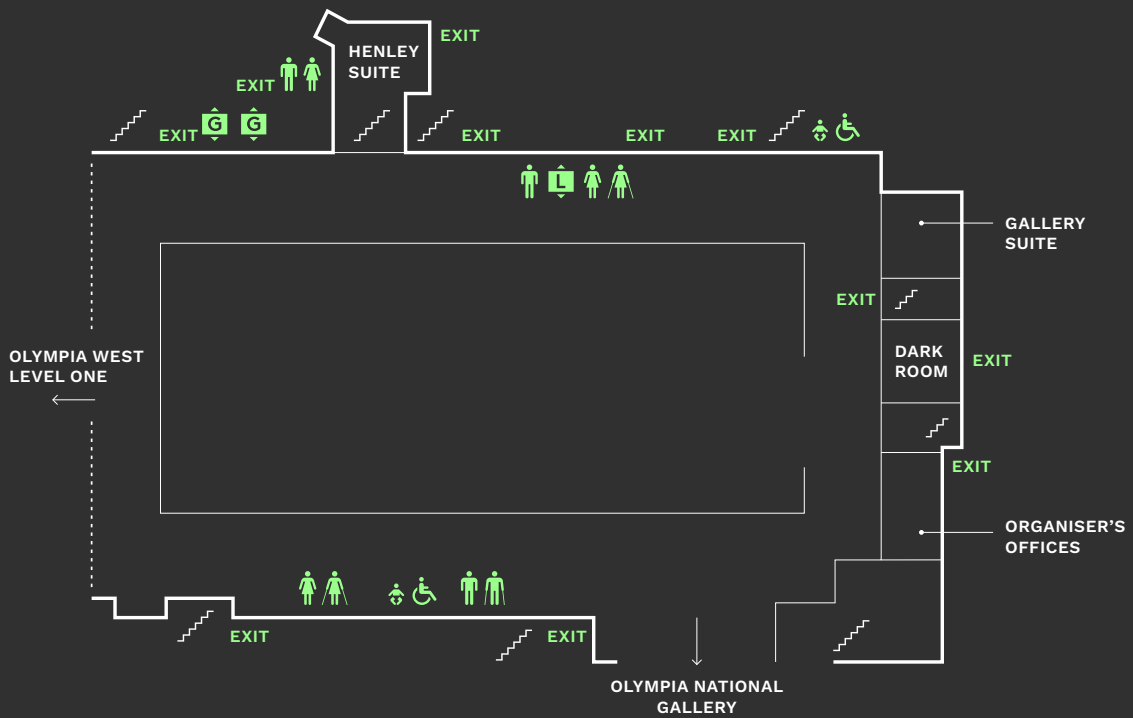 EXIT
HENLEY
SUITE
EXIT
G
G
EXIT
EXIT
EXIT
EXIT
L
GALLERY
SUITE
EXIT
OLYMPIA WEST
LEVEL ONE
DARK
ROOM
EXIT
EXIT
ORGANISER’S
OFFICES
EXIT
EXIT
OLYMPIA NATIONAL
GALLERY